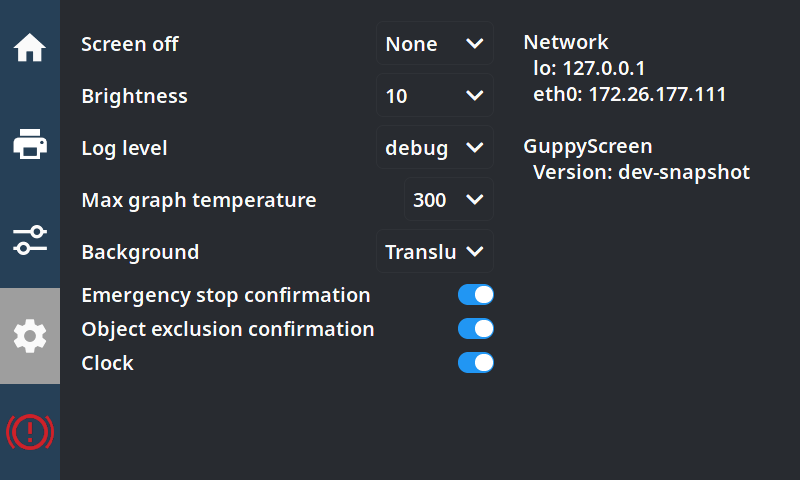 Screen off
None
Brightness
10
Log level
debug
Max graph temperature
300
Background
Translu
Emergency stop confirmation
Object exclusion confirmation
Clock
Network
lo: 127.0.0.1
eth0: 172.26.177.111
GuppyScreen
Version: dev-snapshot